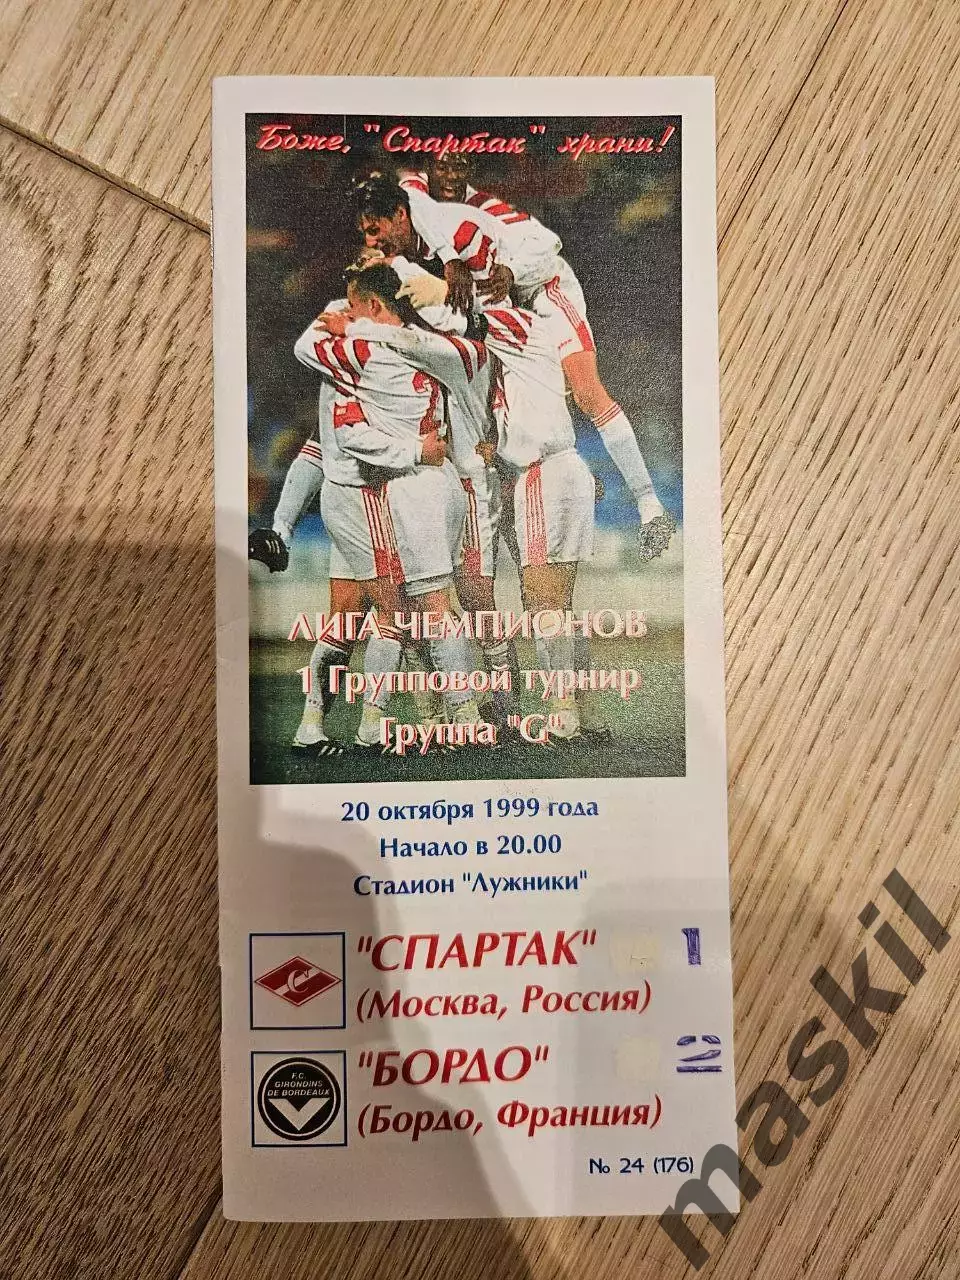 Боже, "Спартак" храни!
ЛИГА ЧЕМПИОНОВ
1 Групповой турнир
Группа "G"
20 октября 1999 года
Начало в 20.00
Стадион "Лужники"
"СПАРТАК" 1
(Москва, Россия)
F.C.
GIRONDINS
DE BORDEAUX
"БОРДО" 2
(Бордо, Франция)
№ 24 (176)
maskil